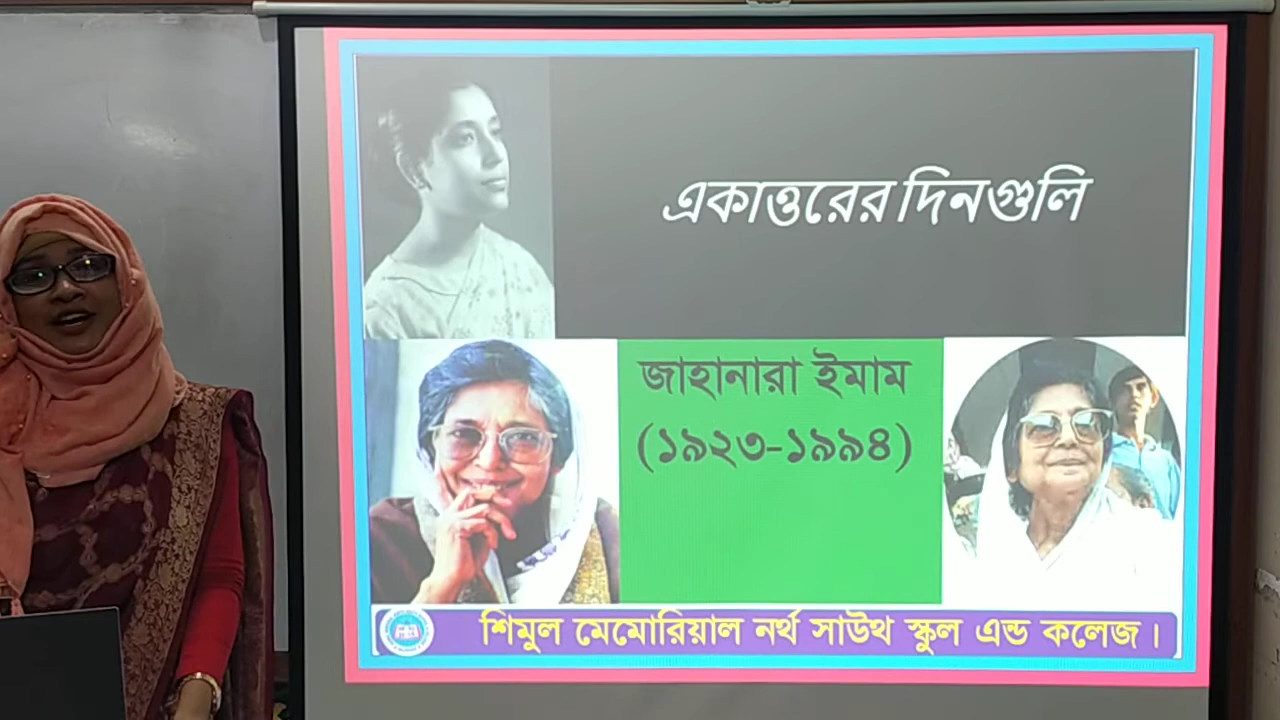 একাত্তরের দিনগুলি
জাহানারা ইমাম
(১৯২৩-১৯৯৪)
শিমুল মেমোরিয়াল নর্থ সাউথ স্কুল এন্ড কলেজ।